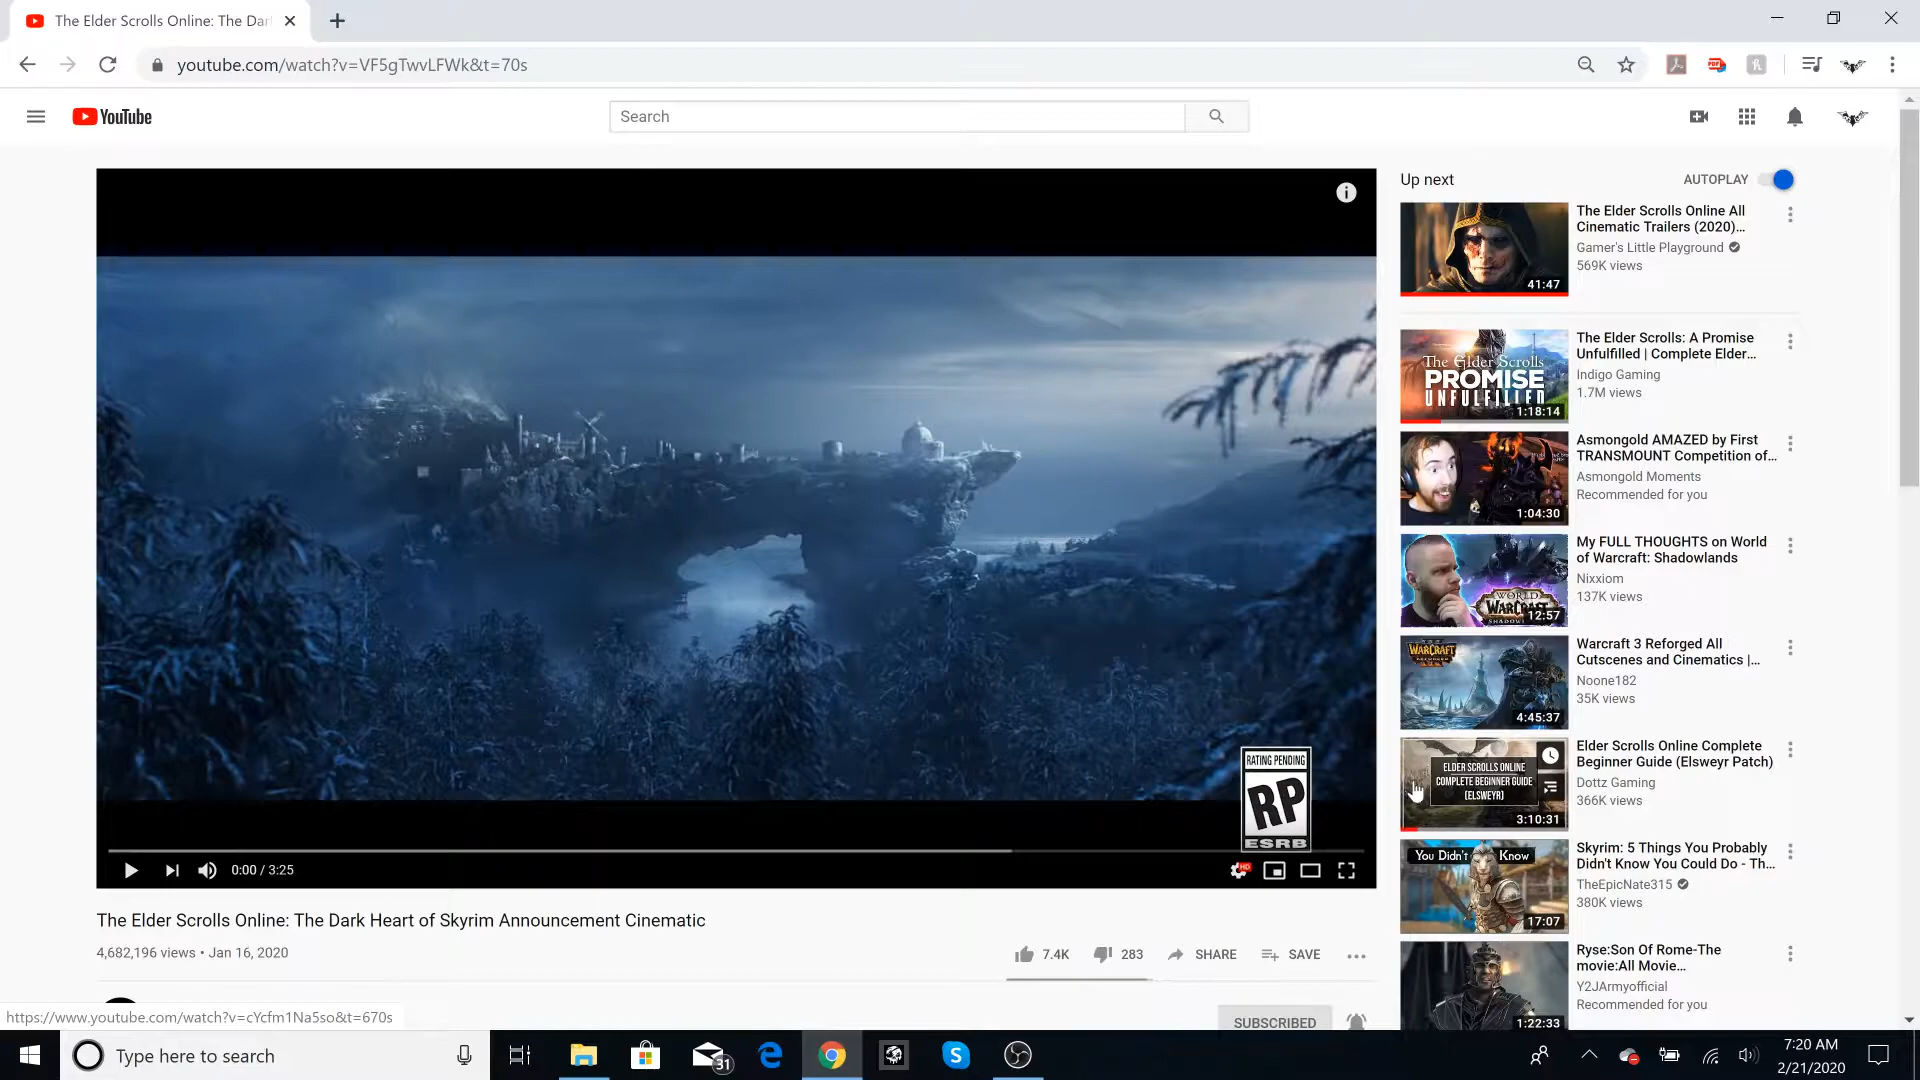 The Elder Scrolls Online: The Dar
youtube.com/watch?v=VF5gTwvLFWk&t=70s
YouTube
Search
Up next
AUTOPLAY
41:47
The Elder Scrolls Online All
Cinematic Trailers (2020)...
Gamer's Little Playground
569K views
The Elder Scrolls
PROMISE
UNFULFILLED
1:18:14
The Elder Scrolls: A Promise
Unfulfilled | Complete Elder...
Indigo Gaming
1.7M views
1:04:30
Asmongold AMAZED by First
TRANSMOUNT Competition of...
Asmongold Moments
Recommended for you
WORLD
WARCRAFT
12:57
My FULL THOUGHTS on World
of Warcraft: Shadowlands
Nixxiom
137K views
WARCRAFT
4:45:37
Warcraft 3 Reforged All
Cutscenes and Cinematics |...
Noone182
35K views
ELDER SCROLLS ONLINE
COMPLETE BEGINNER GUIDE
(ELSWEYR)
3:10:31
Elder Scrolls Online Complete
Beginner Guide (Elsweyr Patch)
Dottz Gaming
366K views
You Didn't Know
17:07
Skyrim: 5 Things You Probably
Didn't Know You Could Do - Th...
TheEpicNate315
380K views
1:22:33
Ryse:Son Of Rome-The
movie:All Movie...
Y2JArmyofficial
Recommended for you
RATING PENDING
RP
ESRB
0:00 / 3:25
HD
The Elder Scrolls Online: The Dark Heart of Skyrim Announcement Cinematic
4,682,196 views • Jan 16, 2020
7.4K
283
SHARE
SAVE
SUBSCRIBED
https://www.youtube.com/watch?v=cYcfm1Na5so&t=670s
Type here to search
31
7:20 AM
2/21/2020